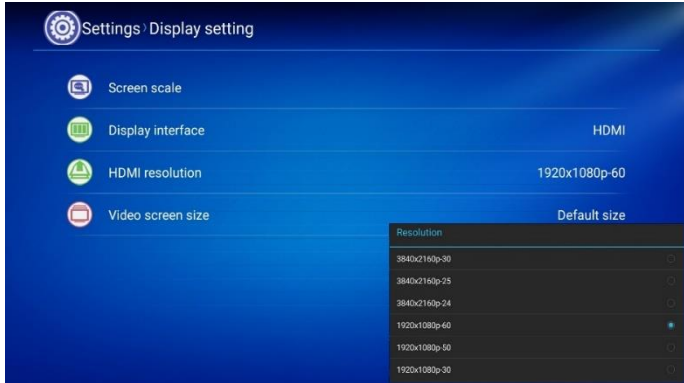 Settings › Display setting
Screen scale
Display interface HDMI
HDMI resolution 1920x1080p-60
Video screen size Default size
Resolution
3840x2160p-30
3840x2160p-25
3840x2160p-24
1920x1080p-60
1920x1080p-50
1920x1080p-30